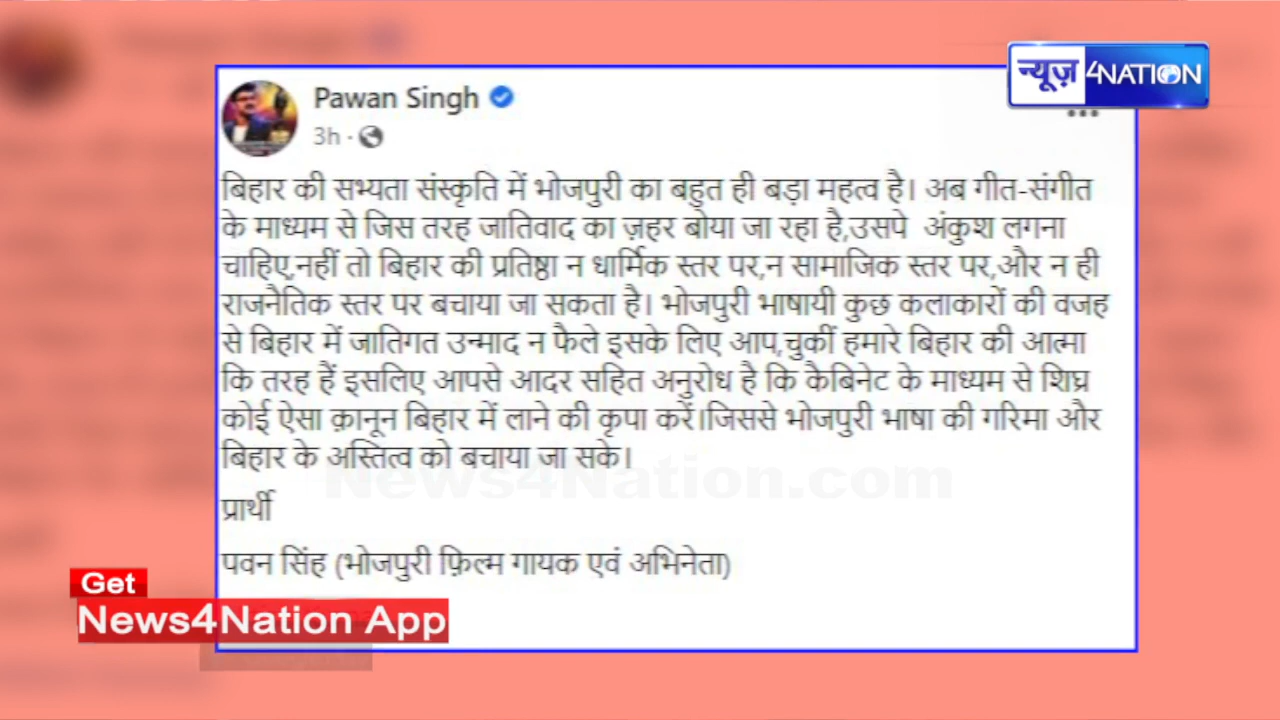 न्यूज़ 4NATION
Pawan Singh
3h ·
बिहार की सभ्यता संस्कृति में भोजपुरी का बहुत ही बड़ा महत्व है। अब गीत-संगीत
के माध्यम से जिस तरह जातिवाद का ज़हर बोया जा रहा है,उसपे अंकुश लगना
चाहिए,नहीं तो बिहार की प्रतिष्ठा न धार्मिक स्तर पर,न सामाजिक स्तर पर,और न ही
राजनैतिक स्तर पर बचाया जा सकता है। भोजपुरी भाषायी कुछ कलाकारों की वजह
से बिहार में जातिगत उन्माद न फैले इसके लिए आप,चुकीं हमारे बिहार की आत्मा
कि तरह हैं इसलिए आपसे आदर सहित अनुरोध है कि कैबिनेट के माध्यम से शिघ्र
कोई ऐसा क़ानून बिहार में लाने की कृपा करें।जिससे भोजपुरी भाषा की गरिमा और
बिहार के अस्तित्व को बचाया जा सके।
News4Nation.com
प्रार्थी
पवन सिंह (भोजपुरी फ़िल्म गायक एवं अभिनेता)
Get
News4Nation App